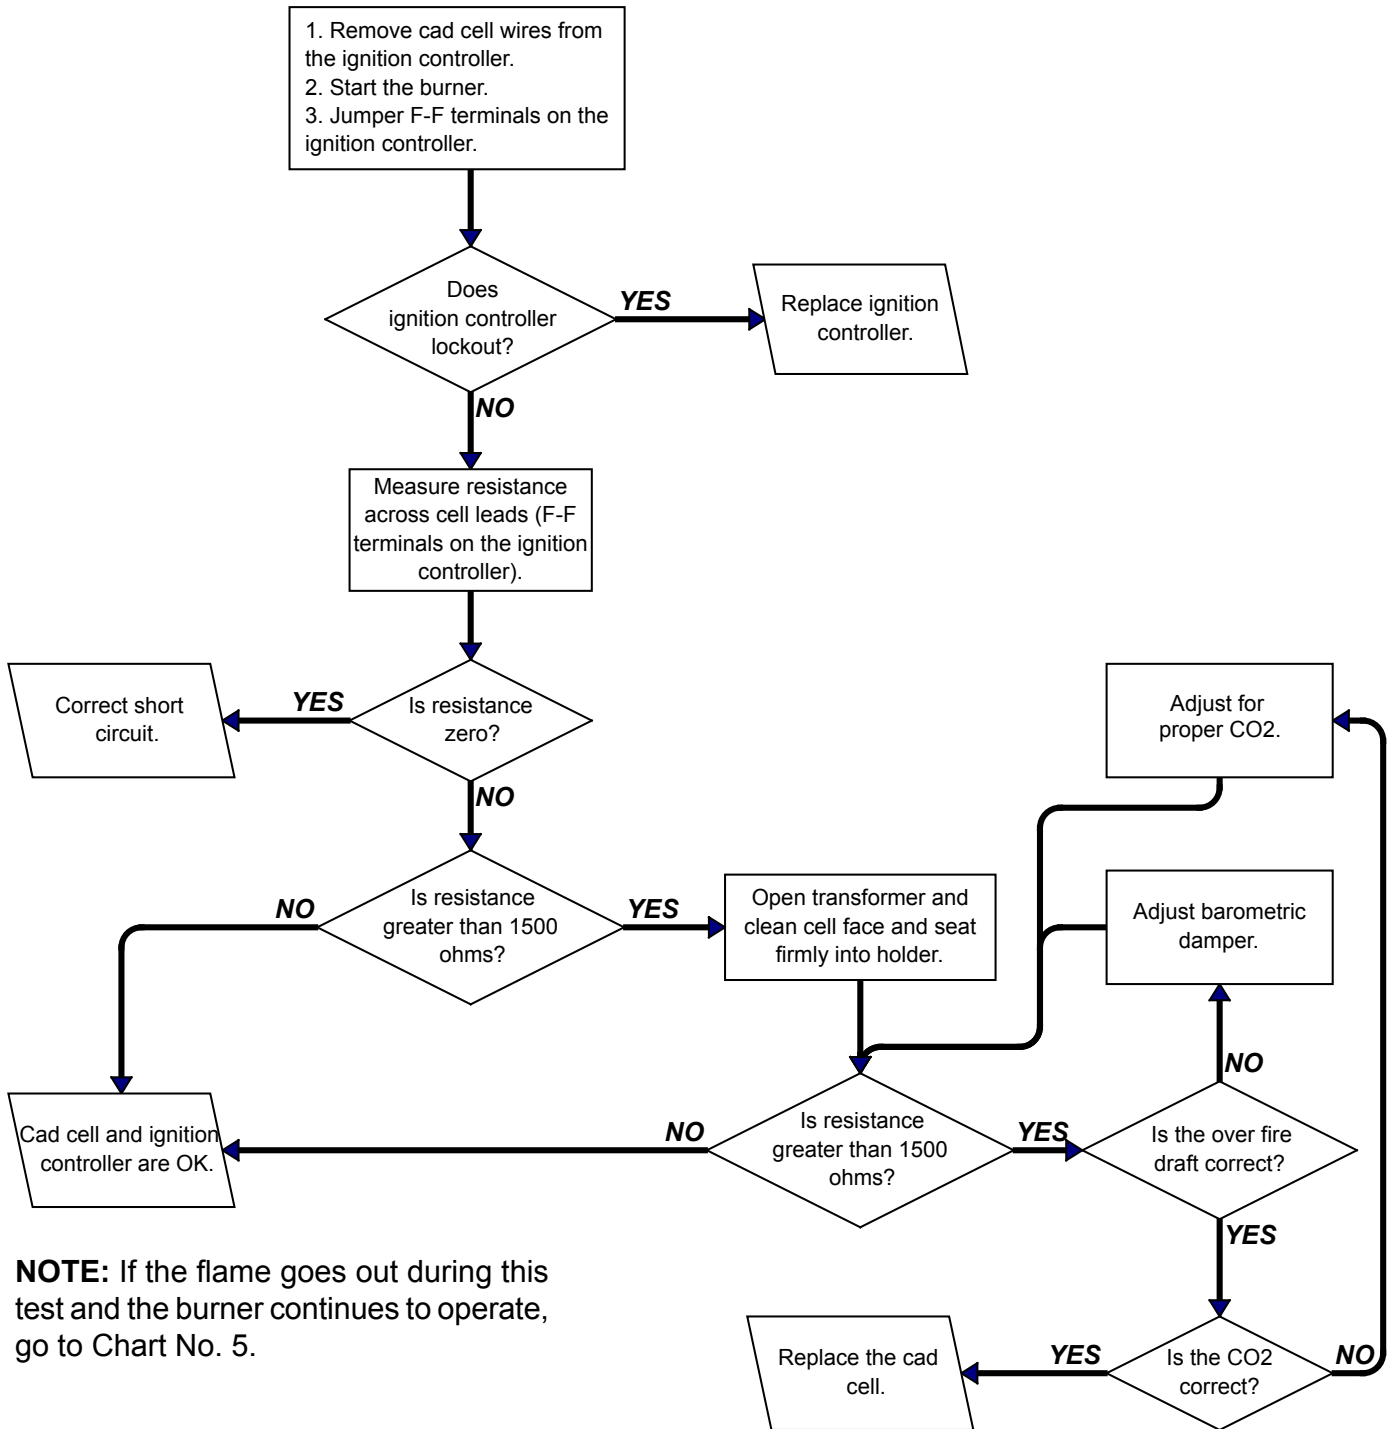 1. Remove cad cell wires from
the ignition controller.
2. Start the burner.
3. Jumper F-F terminals on the
ignition controller.
Does
ignition controller
lockout?
YES
Replace ignition
controller.
NO
Measure resistance
across cell leads (F-F
terminals on the ignition
controller).
Is resistance
zero?
YES
Correct short
circuit.
NO
Is resistance
greater than 1500
ohms?
NO
YES
Open transformer and
clean cell face and seat
firmly into holder.
Adjust for
proper CO2.
Adjust barometric
damper.
NO
Cad cell and ignition
controller are OK.
NO
Is resistance
greater than 1500
ohms?
YES
Is the over fire
draft correct?
YES
NOTE: If the flame goes out during this
test and the burner continues to operate,
go to Chart No. 5.
Replace the cad
cell.
YES
Is the CO2
correct?
NO